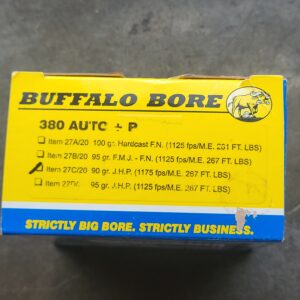 BUFFALO BORE
380 AUTO + P
Item 27A/20 100 gr. Hardcast F.N. (1125 fps/M.E. 281 FT. LBS)
Item 27B/20 95 gr. F.M.J. - F.N. (1125 fps/M.E. 267 FT. LBS)
Item 27C/20 90 gr. J.H.P. (1175 fps/M.E. 267 FT. LBS)
Item 27D/ 95 gr. J.H.P. (1125 fps/M.E. 267 FT. LBS)
STRICTLY BIG BORE. STRICTLY BUSINESS.